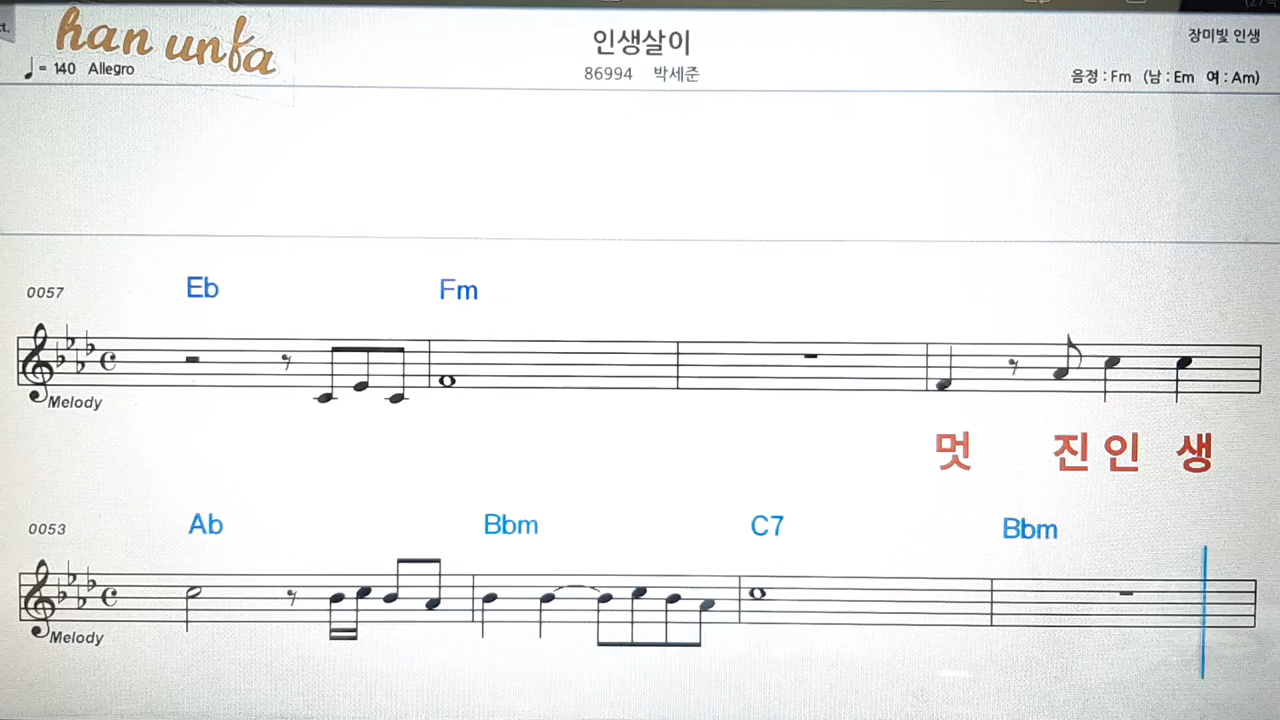 han unfa
♩= 140 Allegro
인생살이
86994 박세준
장미빛 인생
음정 : Fm (남 : Em 여 : Am)
0057
Eb Fm
Melody
멋 진 인 생
0053
Ab Bbm C7 Bbm
Melody